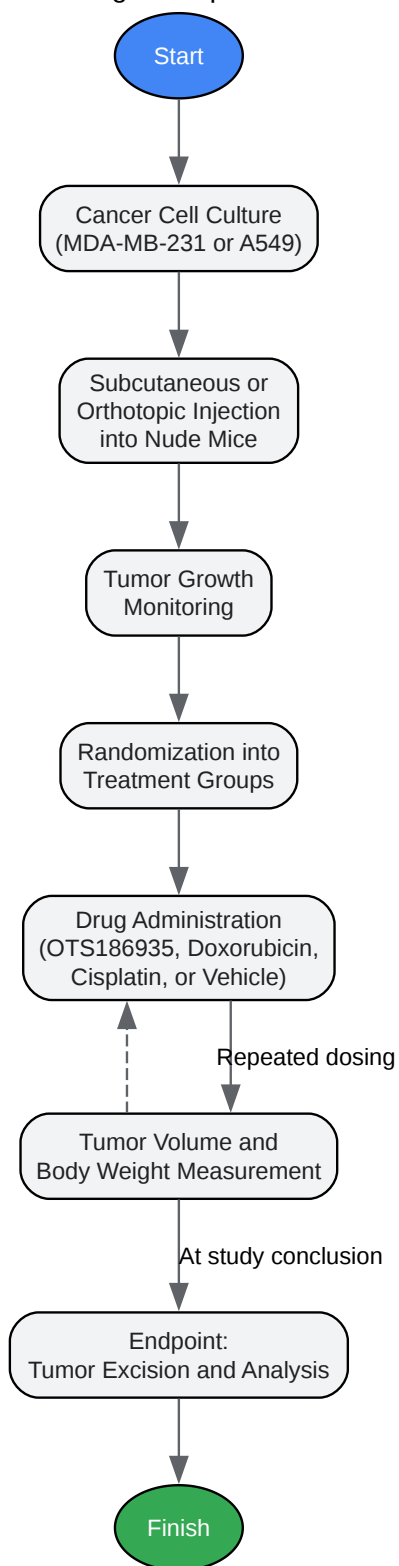 Start
Cancer Cell Culture
(MDA-MB-231 or A549)
Subcutaneous or
Orthotopic Injection
into Nude Mice
Tumor Growth
Monitoring
Randomization into
Treatment Groups
Drug Administration
(OTS186935, Doxorubicin,
Cisplatin, or Vehicle)
Repeated dosing
Tumor Volume and
Body Weight Measurement
At study conclusion
Endpoint:
Tumor Excision and Analysis
Finish